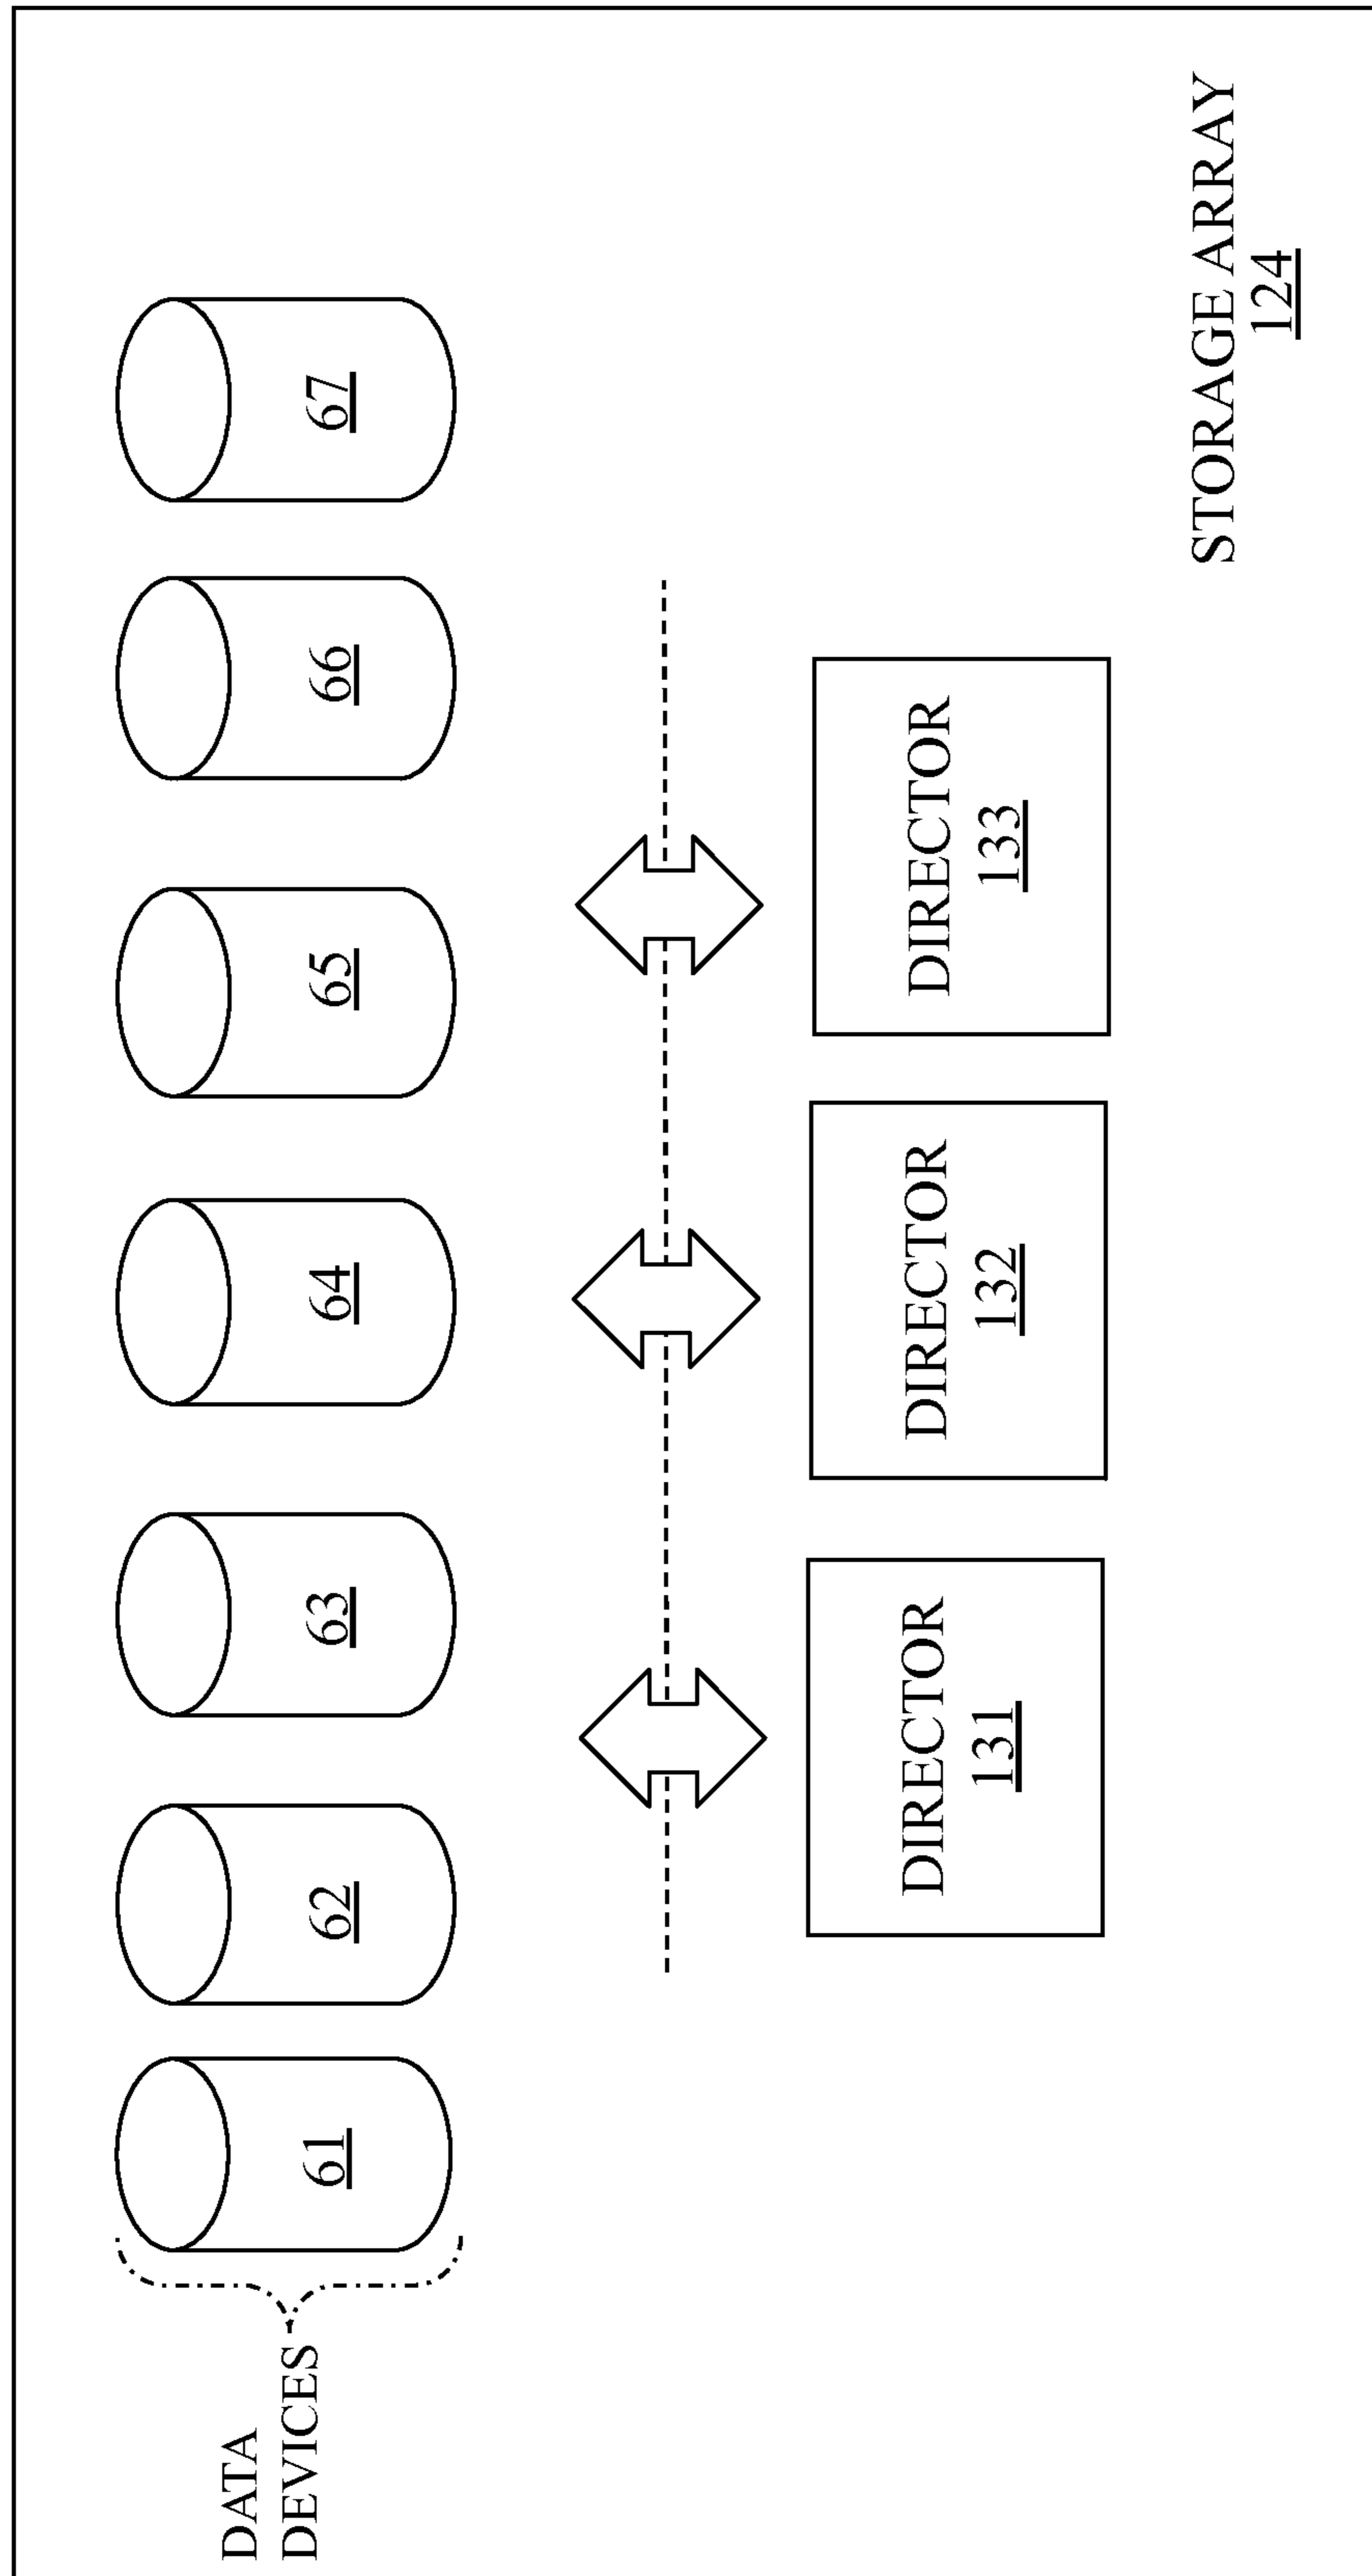 DATA
DEVICES
61
62
63
64
65
66
67
DIRECTOR
131
DIRECTOR
132
DIRECTOR
133
STORAGE ARRAY
124